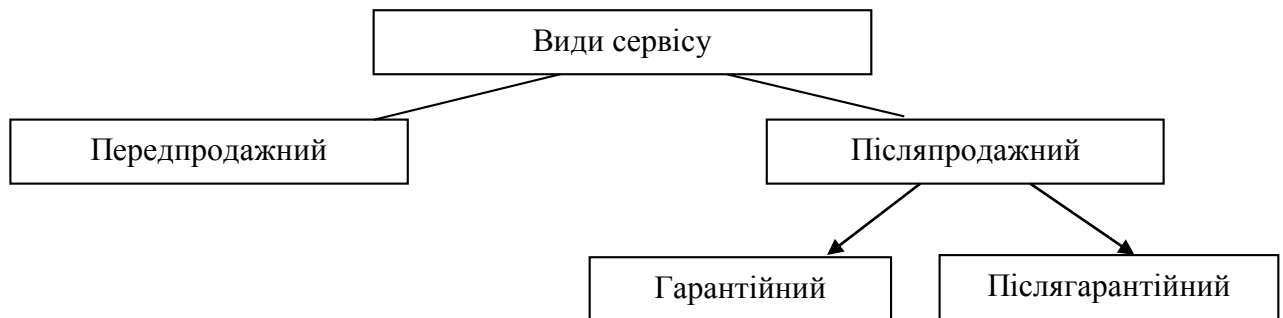 Види сервісу
Передпродажний
Післяпродажний
Гарантійний
Післягарантійний